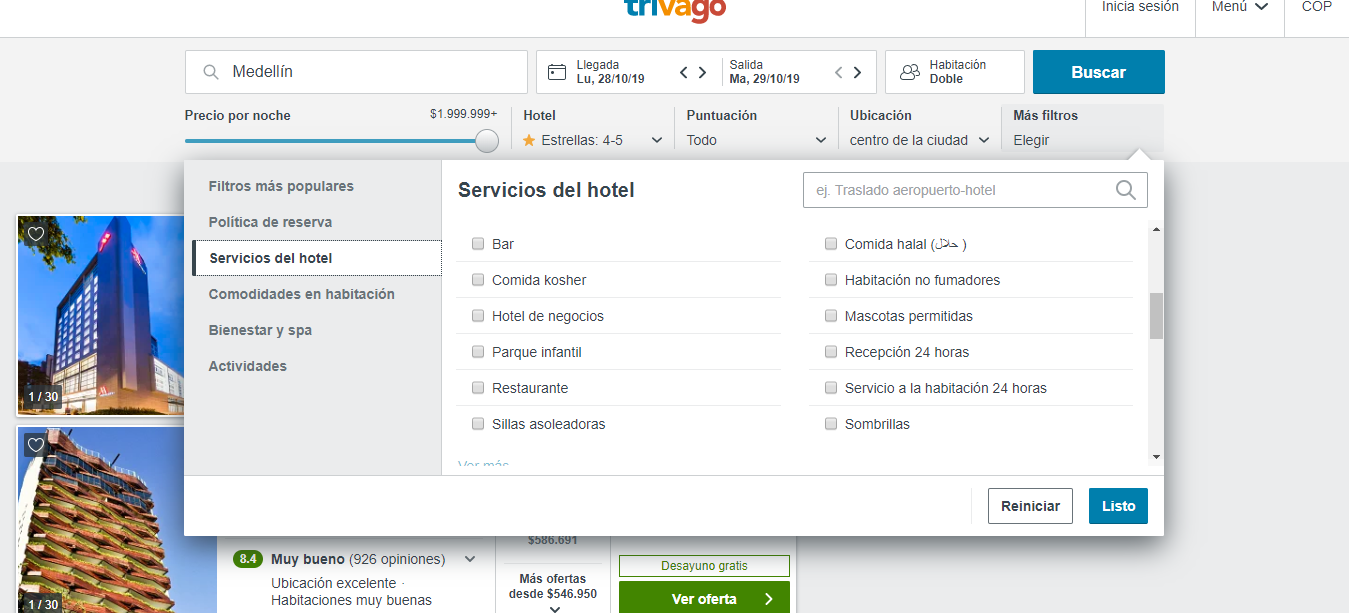 trivago
Inicia sesión
Menú
COP
Medellín
Llegada
Lu, 28/10/19
Salida
Ma, 29/10/19
Habitación
Doble
Buscar
Precio por noche
$1.999.999+
Hotel
Estrellas: 4-5
Puntuación
Todo
Ubicación
centro de la ciudad
Más filtros
Elegir
Filtros más populares
Política de reserva
Servicios del hotel
Comodidades en habitación
Bienestar y spa
Actividades
Servicios del hotel
ej. Traslado aeropuerto-hotel
Bar
Comida halal (حلال )
Comida kosher
Habitación no fumadores
Hotel de negocios
Mascotas permitidas
Parque infantil
Recepción 24 horas
Restaurante
Servicio a la habitación 24 horas
Sillas asoleadoras
Sombrillas
Ver más
Reiniciar
Listo
1 / 30
1 / 30
8.4 Muy bueno (926 opiniones)
Ubicación excelente ·
Habitaciones muy buenas
$586.691
Más ofertas
desde $546.950
Desayuno gratis
Ver oferta